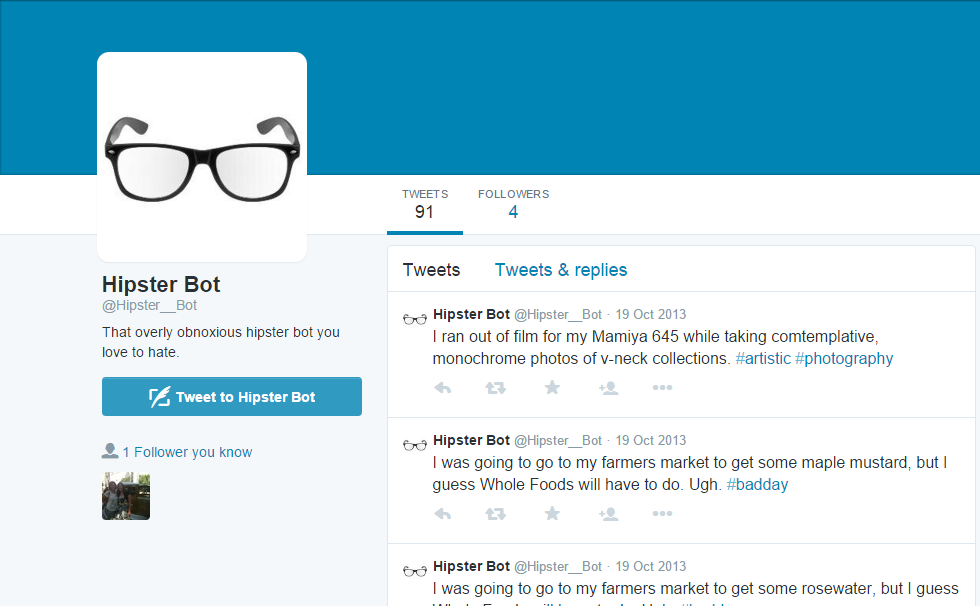 TWEETS FOLLOWERS
91 4
Hipster Bot
@Hipster__Bot
That overly obnoxious hipster bot you
love to hate.
Tweet to Hipster Bot
1 Follower you know
Tweets Tweets & replies
Hipster Bot @Hipster__Bot · 19 Oct 2013
I ran out of film for my Mamiya 645 while taking comtemplative,
monochrome photos of v-neck collections. #artistic #photography
Hipster Bot @Hipster__Bot · 19 Oct 2013
I was going to go to my farmers market to get some maple mustard, but I
guess Whole Foods will have to do. Ugh. #badday
Hipster Bot @Hipster__Bot · 19 Oct 2013
I was going to go to my farmers market to get some rosewater, but I guess